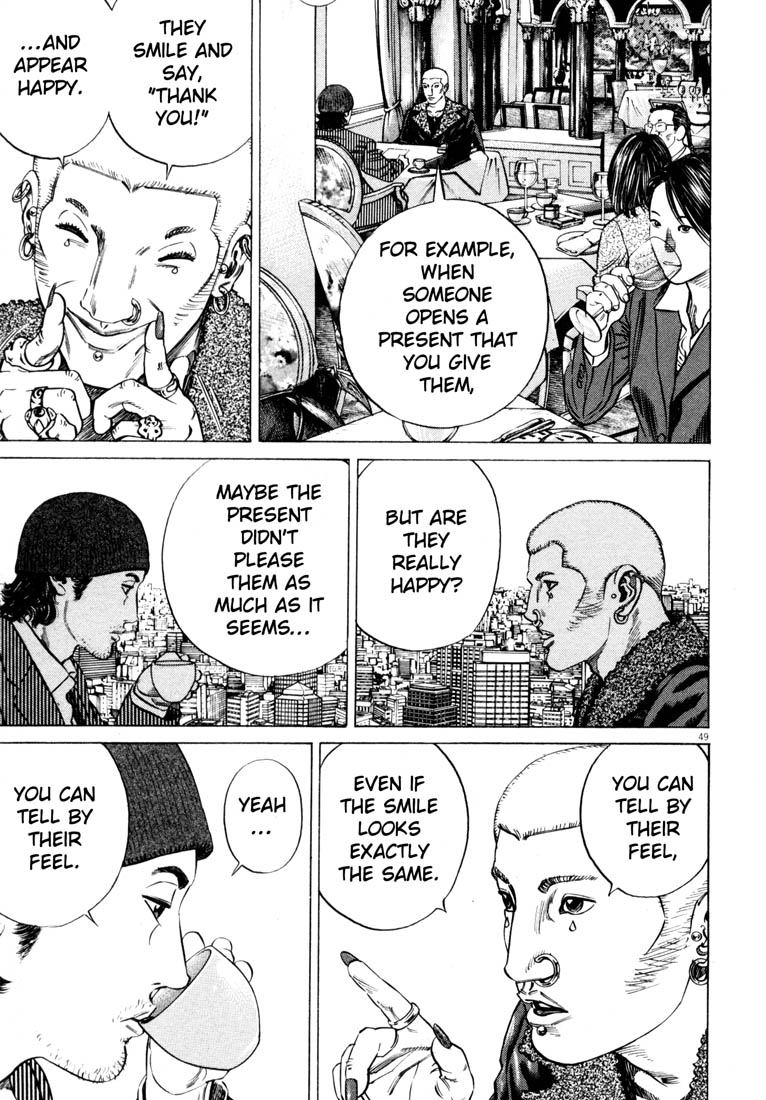 FOR EXAMPLE,
WHEN
SOMEONE
OPENS A
PRESENT THAT
YOU GIVE
THEM,
THEY
SMILE AND
SAY,
"THANK
YOU!"
...AND
APPEAR
HAPPY.
BUT ARE
THEY
REALLY
HAPPY?
MAYBE THE
PRESENT
DIDN'T
PLEASE
THEM AS
MUCH AS IT
SEEMS...
49
YOU CAN
TELL BY
THEIR
FEEL,
EVEN IF
THE SMILE
LOOKS
EXACTLY
THE SAME.
YEAH
...
YOU CAN
TELL BY
THEIR
FEEL.